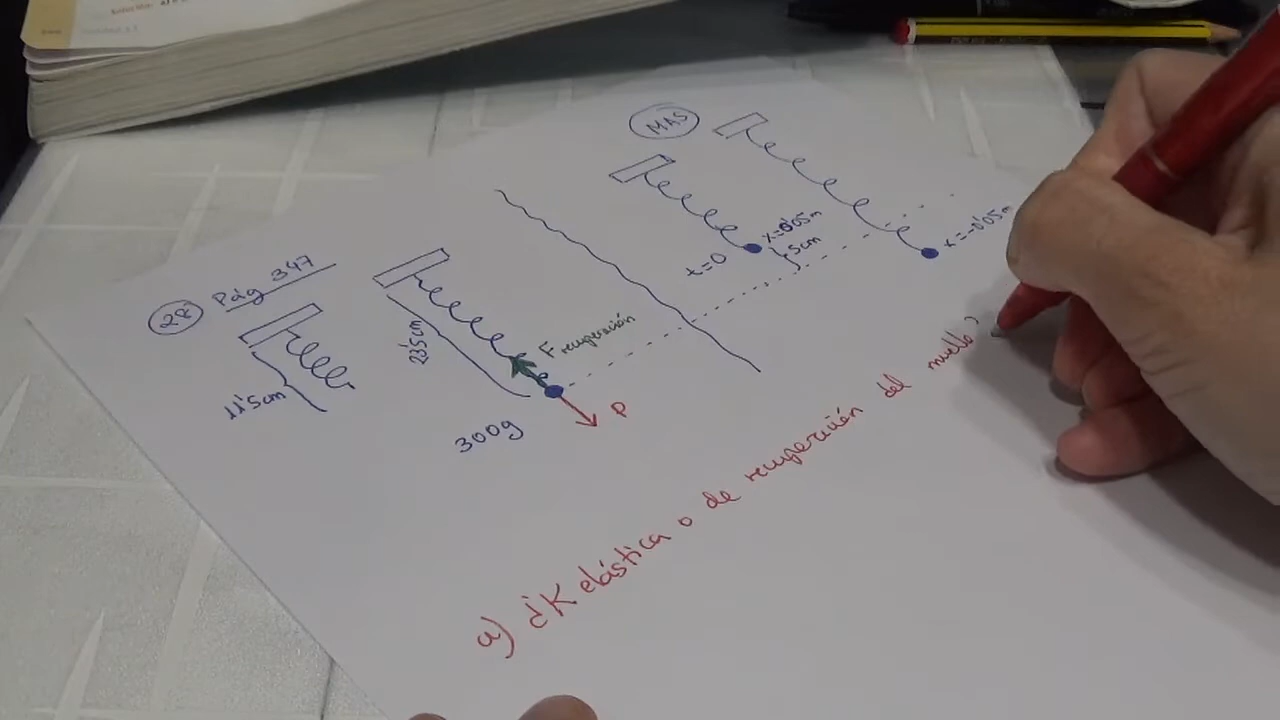 28 Pág 347
11'5cm
23'5cm
F recuperación
P
300g
MAS
t=0
x=0'05m
5cm
x=-0'05m
a) ¿K elástica o de recuperación del muelle?